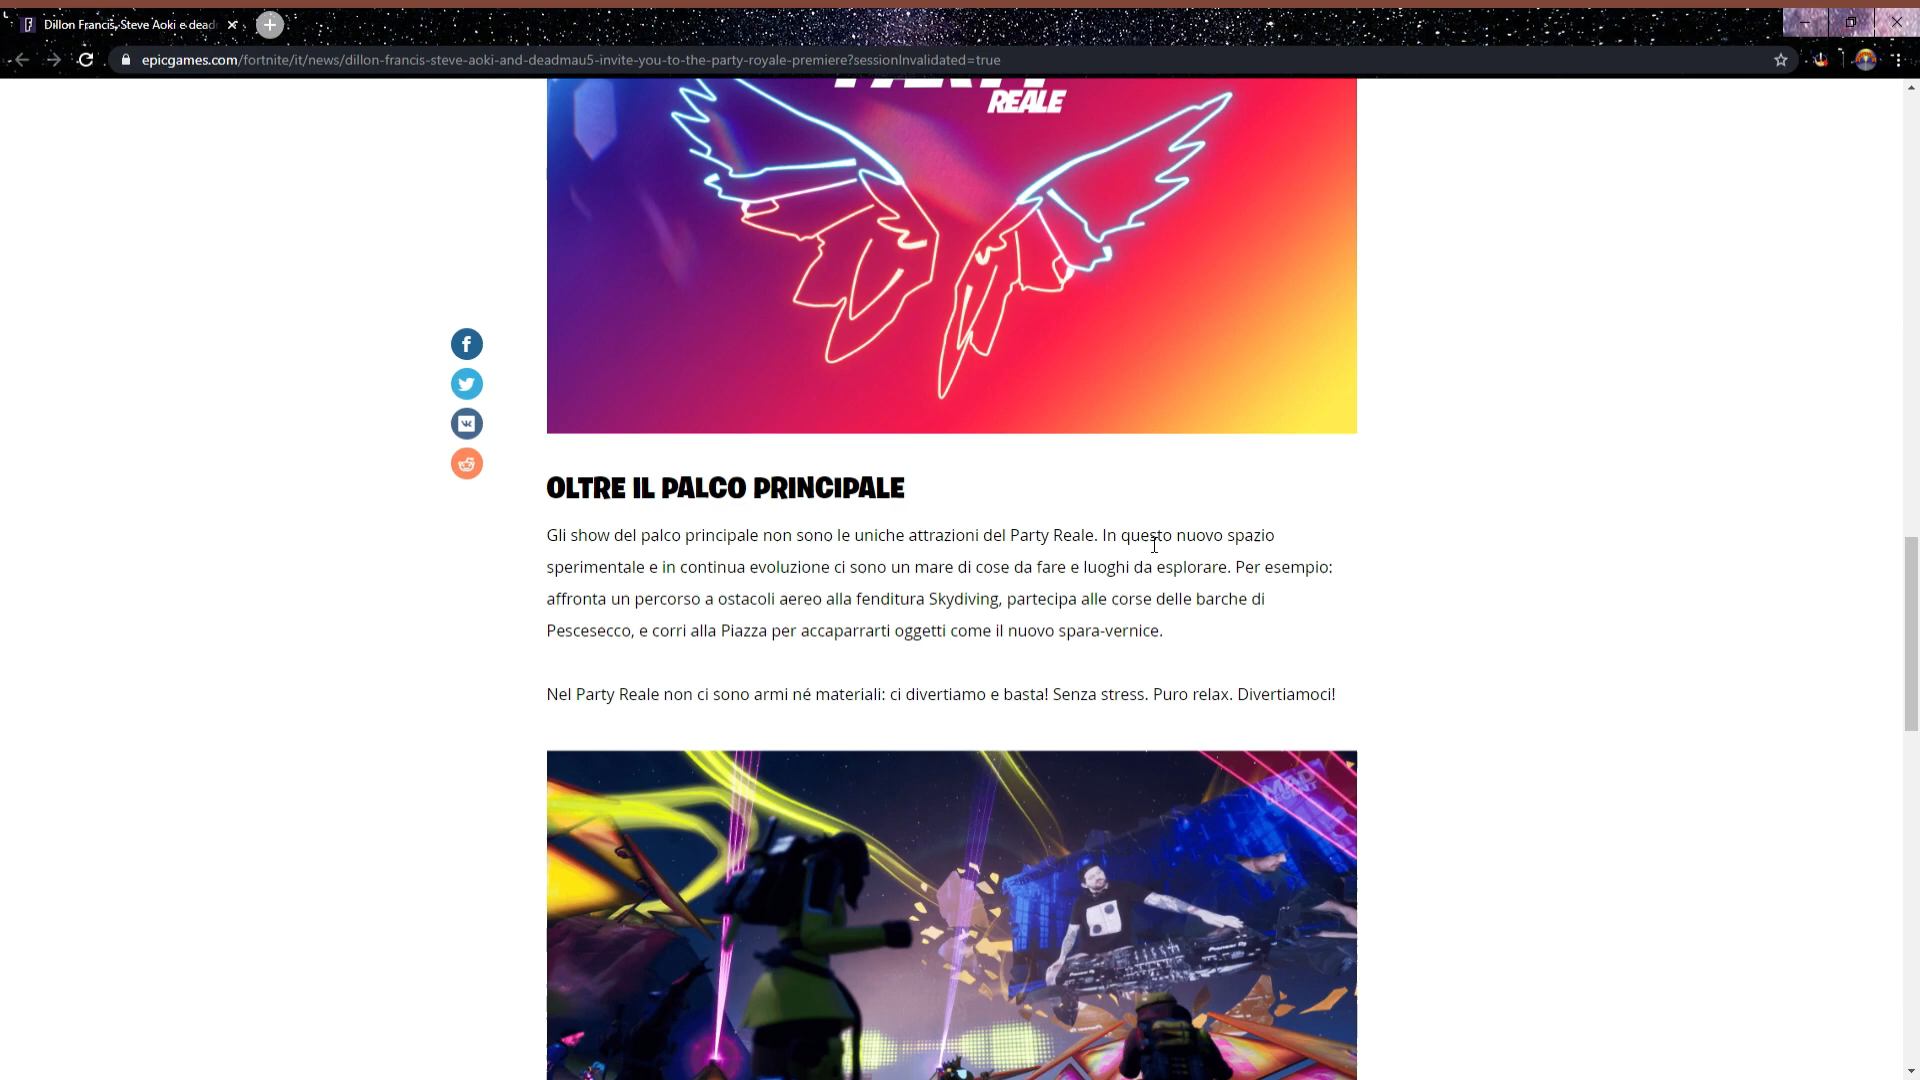 Dillon Francis, Steve Aoki e dead
epicgames.com/fortnite/it/news/dillon-francis-steve-aoki-and-deadmau5-invite-you-to-the-party-royale-premiere?sessionInvalidated=true
REALE
OLTRE IL PALCO PRINCIPALE
Gli show del palco principale non sono le uniche attrazioni del Party Reale. In questo nuovo spazio
sperimentale e in continua evoluzione ci sono un mare di cose da fare e luoghi da esplorare. Per esempio:
affronta un percorso a ostacoli aereo alla fenditura Skydiving, partecipa alle corse delle barche di
Pescesecco, e corri alla Piazza per accaparrarti oggetti come il nuovo spara-vernice.
Nel Party Reale non ci sono armi né materiali: ci divertiamo e basta! Senza stress. Puro relax. Divertiamoci!
MAD
DECENT